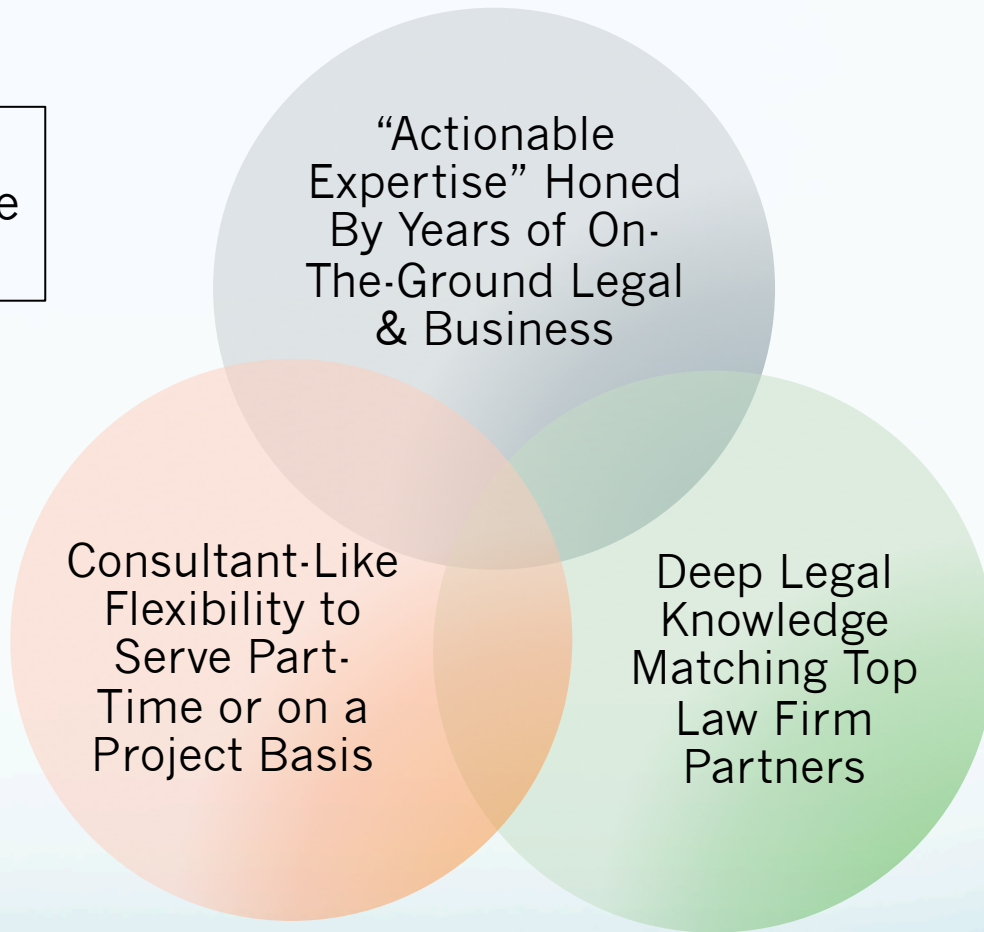 “Actionable
Expertise” Honed
By Years of On-
The-Ground Legal
& Business
Consultant-Like
Flexibility to
Serve Part-
Time or on a
Project Basis
Deep Legal
Knowledge
Matching Top
Law Firm
Partners